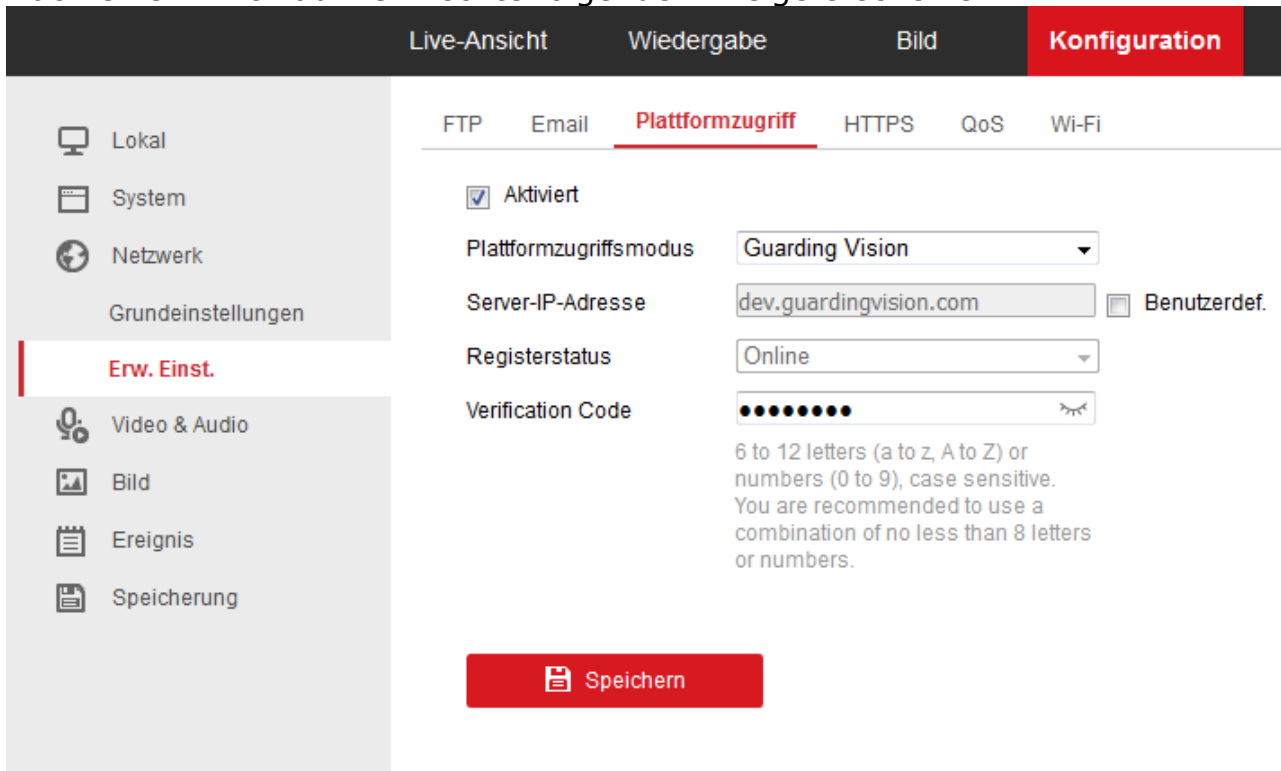 Live-Ansicht Wiedergabe Bild Konfiguration
Lokal
System
Netzwerk
Grundeinstellungen
Erw. Einst.
Video & Audio
Bild
Ereignis
Speicherung
FTP Email Plattformzugriff HTTPS QoS Wi-Fi
Aktiviert
Plattformzugriffsmodus Guarding Vision
Server-IP-Adresse dev.guardingvision.com Benutzerdef.
Registerstatus Online
Verification Code ●●●●●●●●
6 to 12 letters (a to z, A to Z) or
numbers (0 to 9), case sensitive.
You are recommended to use a
combination of no less than 8 letters
or numbers.
Speichern